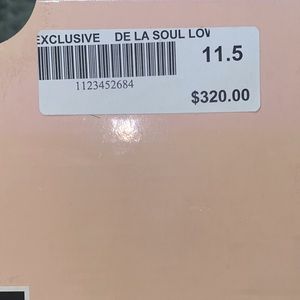 EXCLUSIVE DE LA SOUL LOW
11.5
1123452684
$320.00